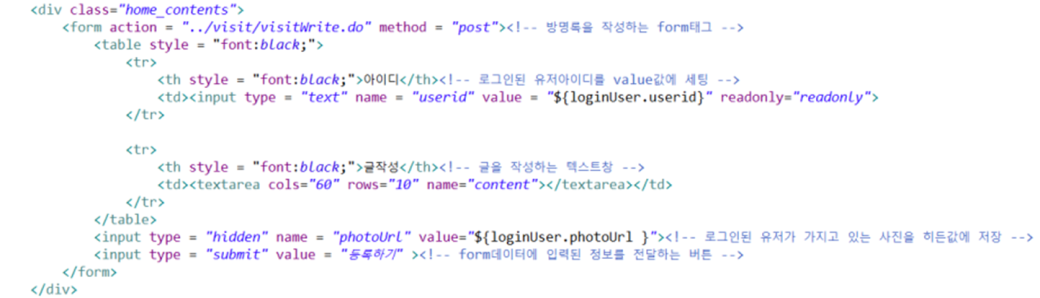 <div class="home_contents">
<form action = "../visit/visitWrite.do" method = "post"><!-- 방명록을 작성하는 form태그 -->
<table style = "font:black;">
<tr>
<th style = "font:black;">아이디</th><!-- 로그인된 유저아이디를 value값에 세팅 -->
<td><input type = "text" name = "userid" value = "${loginUser.userid}" readonly="readonly">
</tr>
<tr>
<th style = "font:black;">글작성</th><!-- 글을 작성하는 텍스트창 -->
<td><textarea cols="60" rows="10" name="content"></textarea></td>
</tr>
</table>
<input type = "hidden" name = "photoUrl" value="${loginUser.photoUrl }"><!-- 로그인된 유저가 가지고 있는 사진을 히든값에 저장 -->
<input type = "submit" value = "등록하기" ><!-- form데이터에 입력된 정보를 전달하는 버튼 -->
</form>
</div>